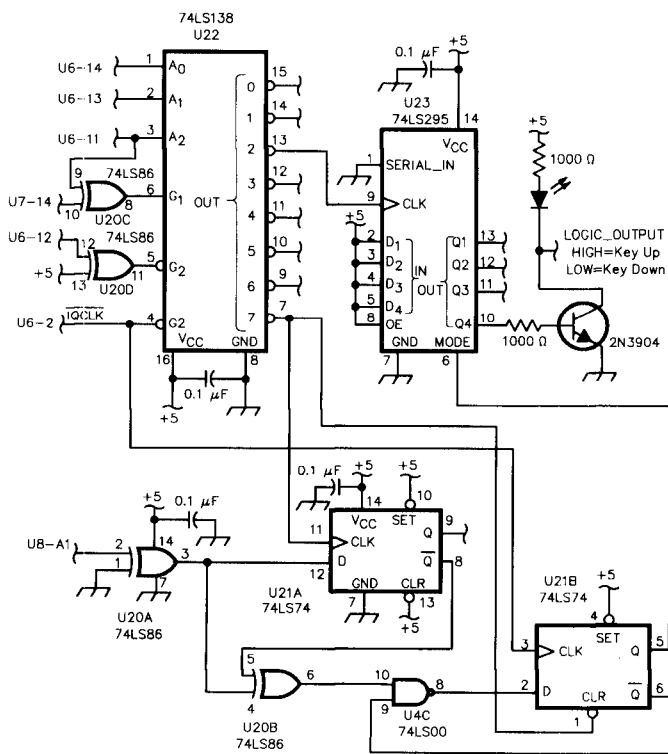 74LS138
U22
U6-14
1
A0
U6-13
2
A1
U6-11
3
A2
74LS86
9
10
8
6
G1
U7-14
U20C
74LS86
U6-12
12
13
11
5
G2
+5
U20D
U6-2
IQCLK
4
G2
OUT
0
15
1
14
2
13
3
12
4
11
5
10
6
9
7
7
VCC
GND
16
8
0.1 µF
+5
0.1 µF
+5
U23
74LS295
14
VCC
1
SERIAL_IN
9
CLK
+5
2
D1
3
D2
4
D3
5
D4
8
OE
IN
OUT
Q1
13
Q2
12
Q3
11
Q4
10
GND
MODE
7
6
1000 Ω
+5
1000 Ω
LOGIC_OUTPUT
HIGH=Key Up
LOW=Key Down
2N3904
+5
0.1 µF
U8-A1
2
1
14
3
7
U20A
74LS86
0.1 µF
+5
+5
14
10
VCC
SET
11
CLK
12
D
Q
9
Q
8
GND
CLR
7
13
+5
U21A
74LS74
5
4
6
U20B
74LS86
10
9
8
U4C
74LS00
U21B
74LS74
+5
4
SET
3
CLK
2
D
Q
5
Q
6
CLR
1